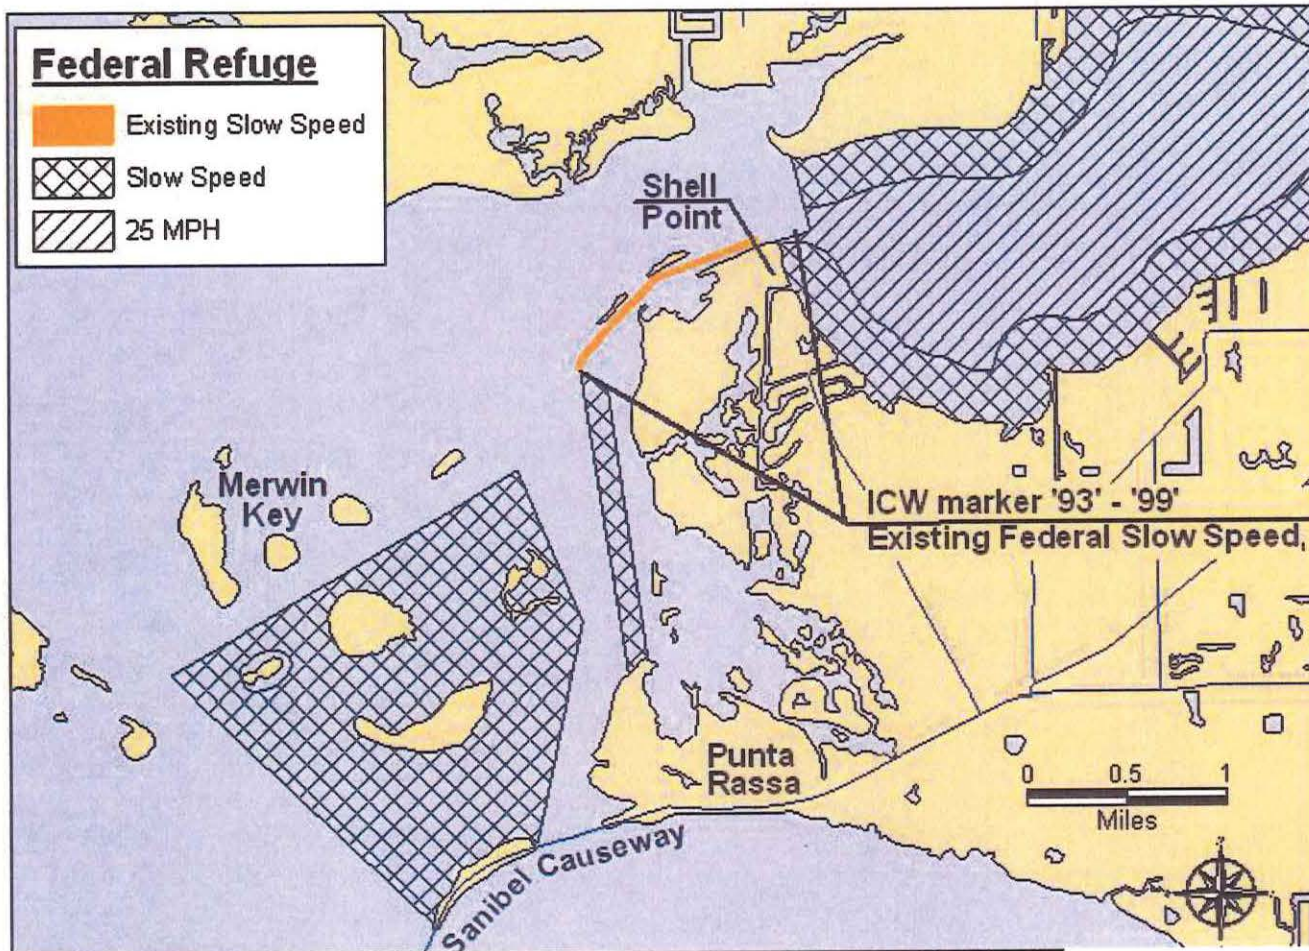 Federal Refuge
Existing Slow Speed
Slow Speed
25 MPH
Shell
Point
Merwin
Key
ICW marker '93' - '99'
Existing Federal Slow Speed,
Punta
Rassa
0 0.5 1
Miles
Sanibel Causeway